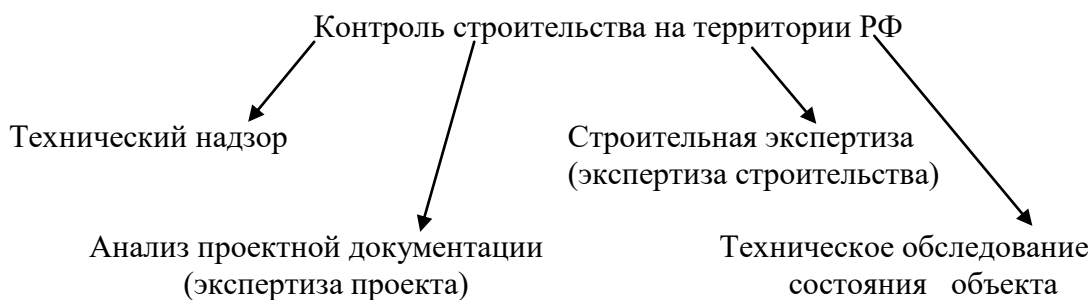 Контроль строительства на территории РФ
Технический надзор
Строительная экспертиза
(экспертиза строительства)
Анализ проектной документации
(экспертиза проекта)
Техническое обследование
состояния объекта